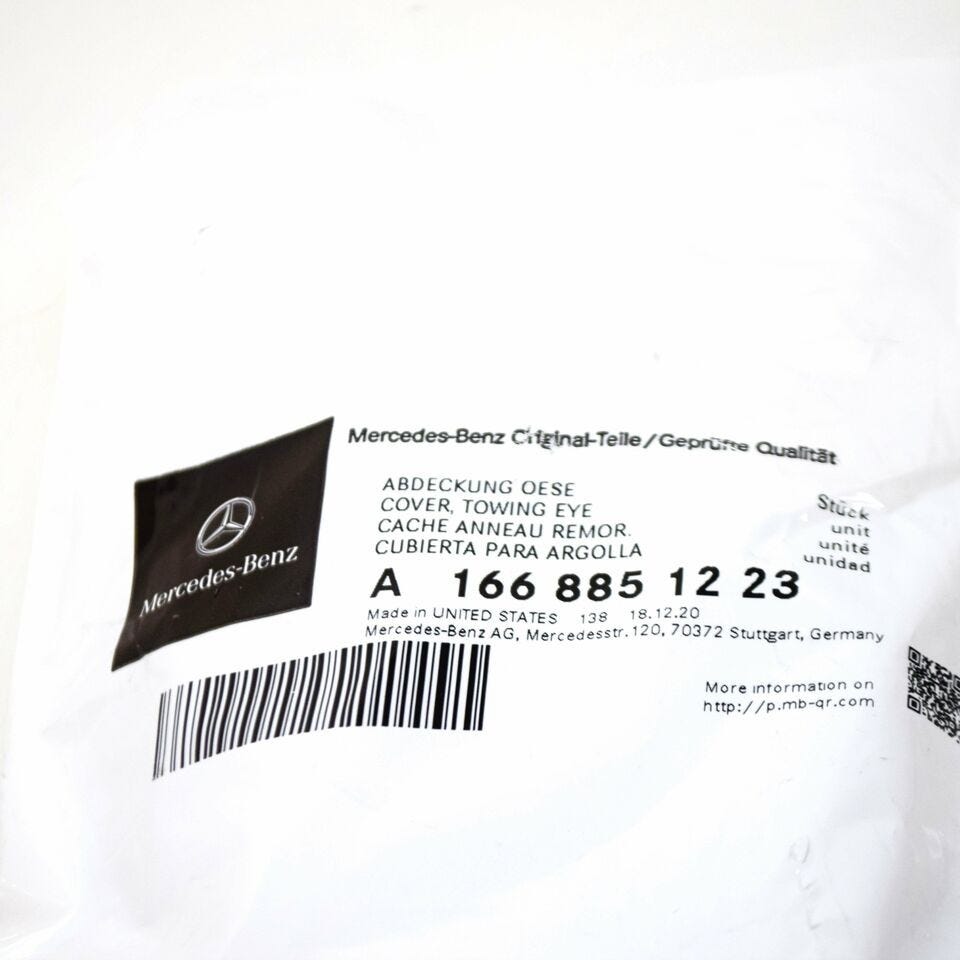 Mercedes-Benz
Mercedes-Benz Original-Teile/Geprüfte Qualität
ABDECKUNG OESE
COVER, TOWING EYE
CACHE ANNEAU REMOR.
CUBIERTA PARA ARGOLLA
Stück
unit
unité
unidad
A 166 885 12 23
Made in UNITED STATES 138 18.12.20
Mercedes-Benz AG, Mercedesstr.120, 70372 Stuttgart, Germany
More information on
http://p.mb-qr.com